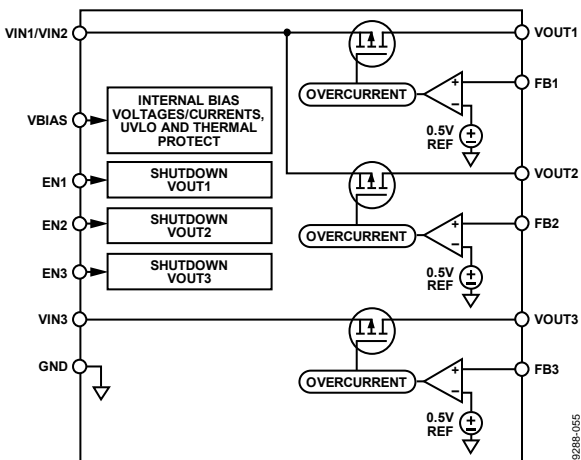 VIN1/VIN2
VOUT1
OVERCURRENT
+
−
FB1
0.5V
REF
VBIAS
INTERNAL BIAS
VOLTAGES/CURRENTS,
UVLO AND THERMAL
PROTECT
EN1
SHUTDOWN
VOUT1
VOUT2
EN2
SHUTDOWN
VOUT2
OVERCURRENT
+
−
FB2
0.5V
REF
EN3
SHUTDOWN
VOUT3
VIN3
VOUT3
GND
OVERCURRENT
+
−
FB3
0.5V
REF
9288-055